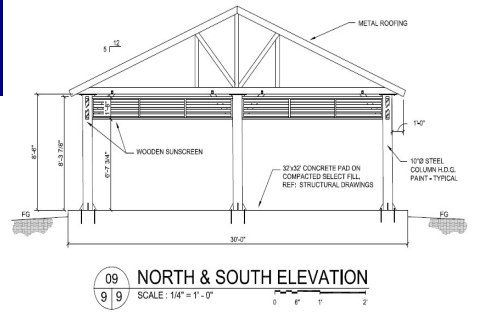 METAL ROOFING
12
5
1'-6"
1'-0"
8'-6"
8'-3 7/8"
6'-7 3/4"
WOODEN SUNSCREEN
32'x32' CONCRETE PAD ON
COMPACTED SELECT FILL,
REF: STRUCTURAL DRAWINGS
10"Ø STEEL
COLUMN H.D.G.
PAINT - TYPICAL
FG
FG
30'-0"
09
9 9
NORTH & SOUTH ELEVATION
SCALE : 1/4" = 1' - 0"
0 6" 1' 2'